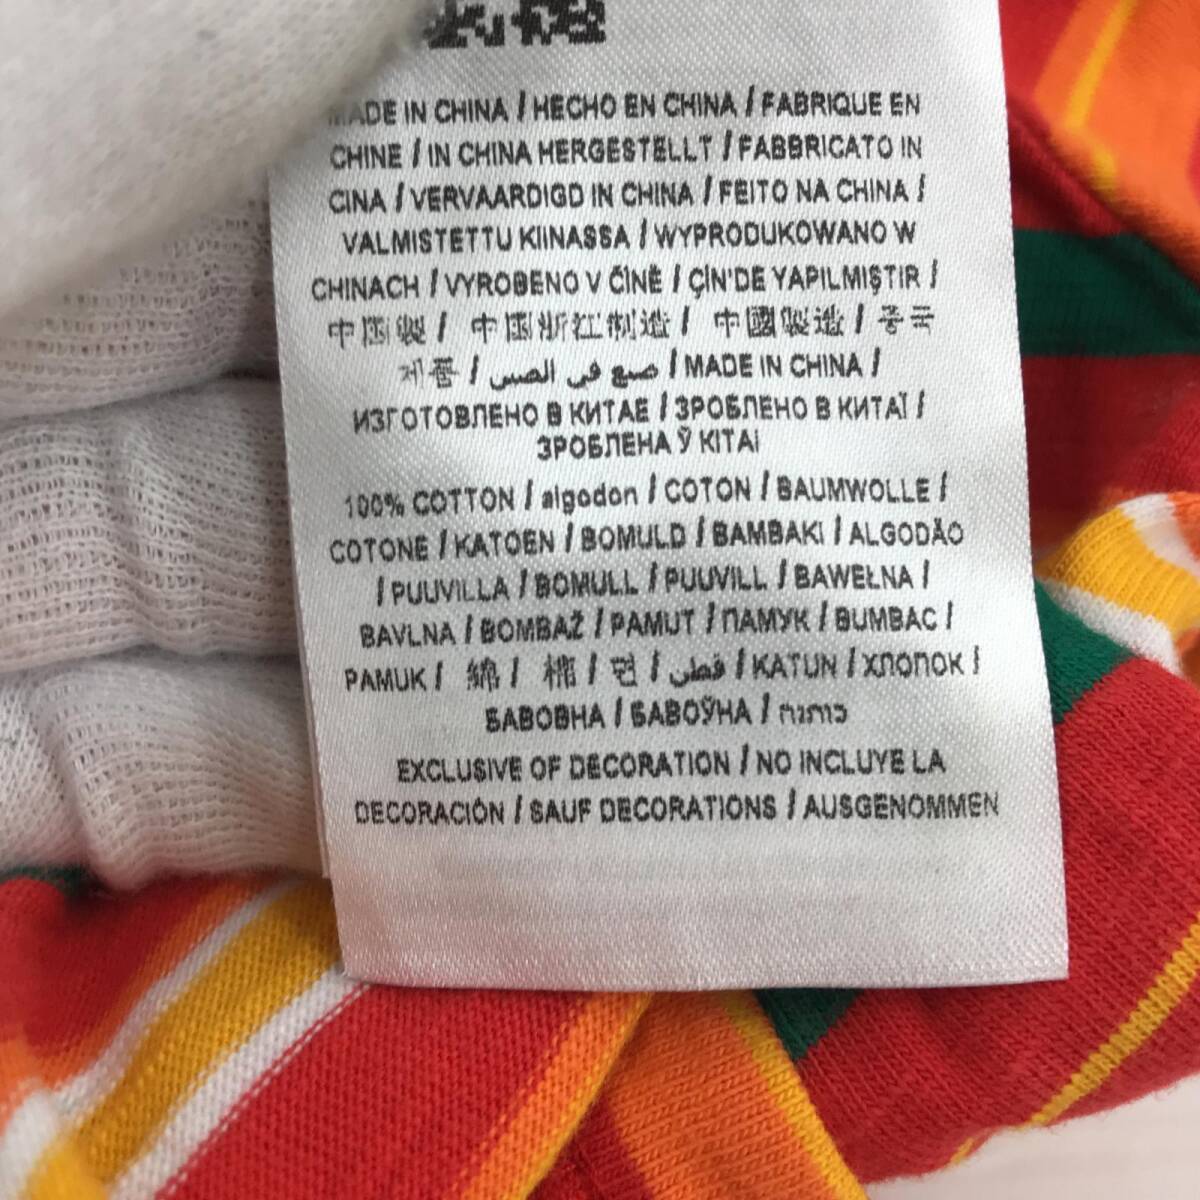 MADE IN CHINA / HECHO EN CHINA / FABRIQUE EN
CHINE / IN CHINA HERGESTELLT / FABBRICATO IN
CINA / VERVAARDIGD IN CHINA / FEITO NA CHINA /
VALMISTETTU KIINASSA / WYPRODUKOWANO W
CHINACH / VYROBENO V ČÍNĚ / ÇİN'DE YAPILMIŞTIR /
中国製 / 中国浙江制造 / 中國製造 / 중국
제품 / صنع في الصين / MADE IN CHINA /
ИЗГОТОВЛЕНО В КИТАЕ / ЗРОБЛЕНО В КИТАЇ /
ЗРОБЛЕНА Ў KITAi
100% COTTON / algodon / COTON / BAUMWOLLE /
COTONE / KATOEN / BOMULD / BAMBAKI / ALGODÃO
/ PUUVILLA / BOMULL / PUUVILL / BAWEŁNA /
BAVLNA / BOMBAŽ / PAMUT / ПАМУК / BUMBAC /
PAMUK / 綿 / 棉 / 면 / قطن / KATUN / ХЛОПОК /
БАВОВНА / БАВОЎНА / כותנה
EXCLUSIVE OF DECORATION / NO INCLUYE LA
DECORACIÓN / SAUF DECORATIONS / AUSGENOMMEN